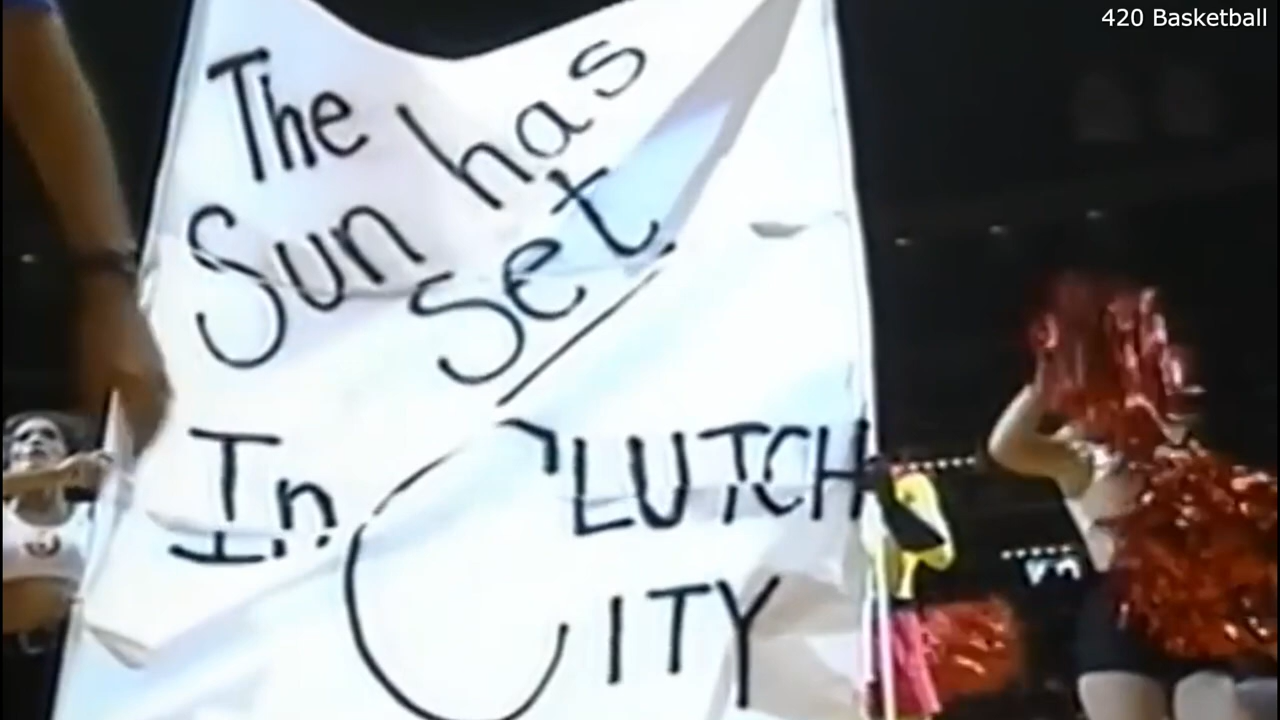 420 Basketball
The
Sun has
Set
In CLUTCH
CITY